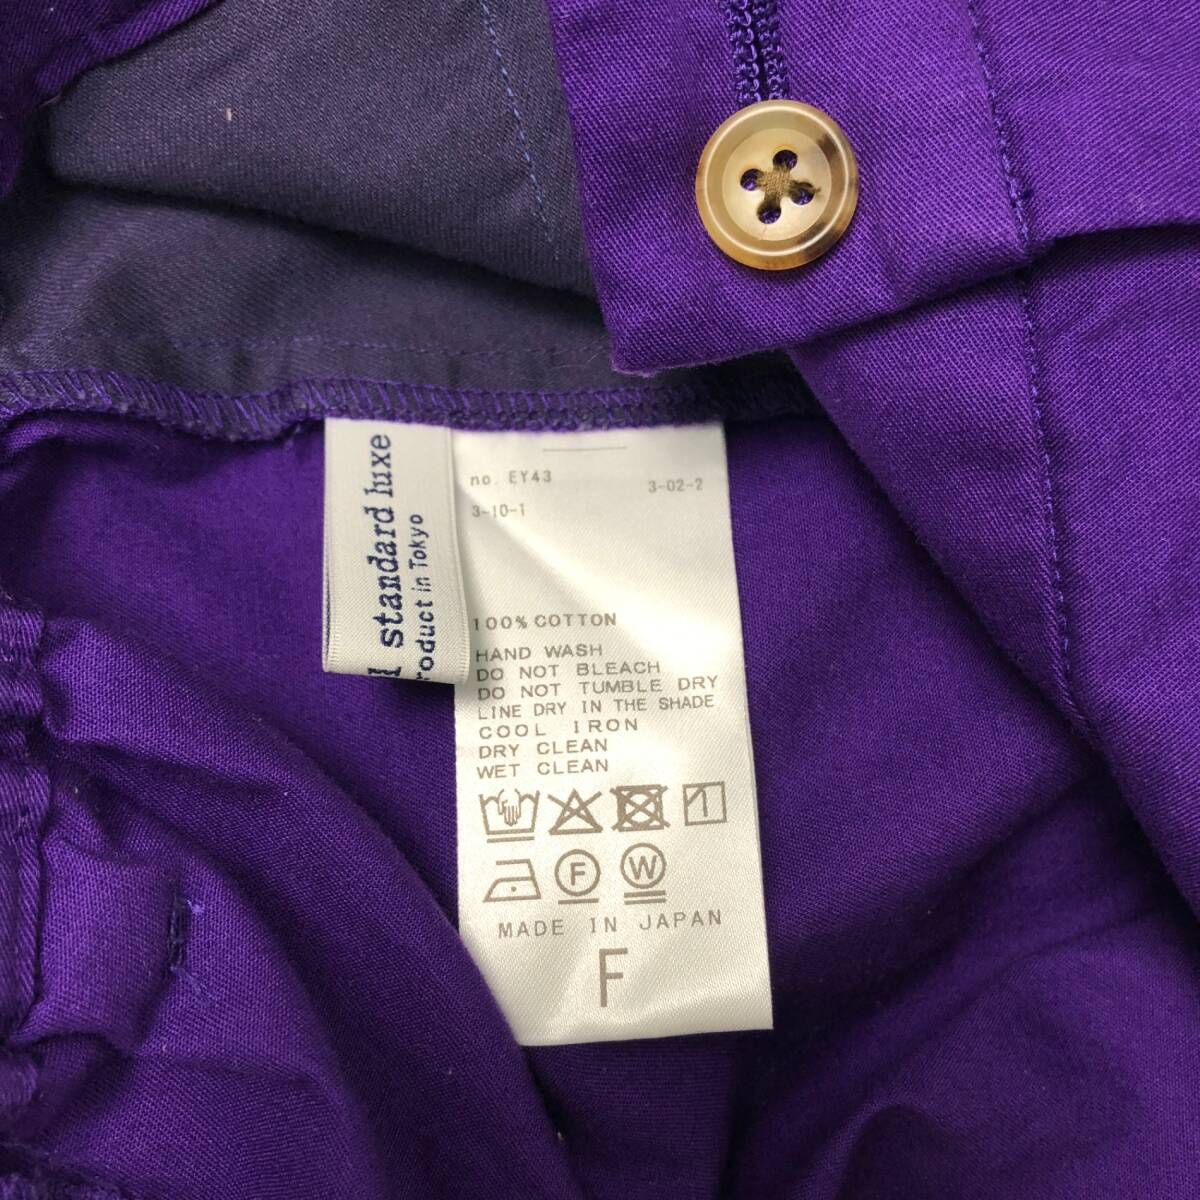 standard luxe
in Tokyo
no. EY43
3-02-2
3-10-1
100% COTTON
HAND WASH
DO NOT BLEACH
DO NOT TUMBLE DRY
LINE DRY IN THE SHADE
COOL IRON
DRY CLEAN
WET CLEAN
F W
MADE IN JAPAN
F